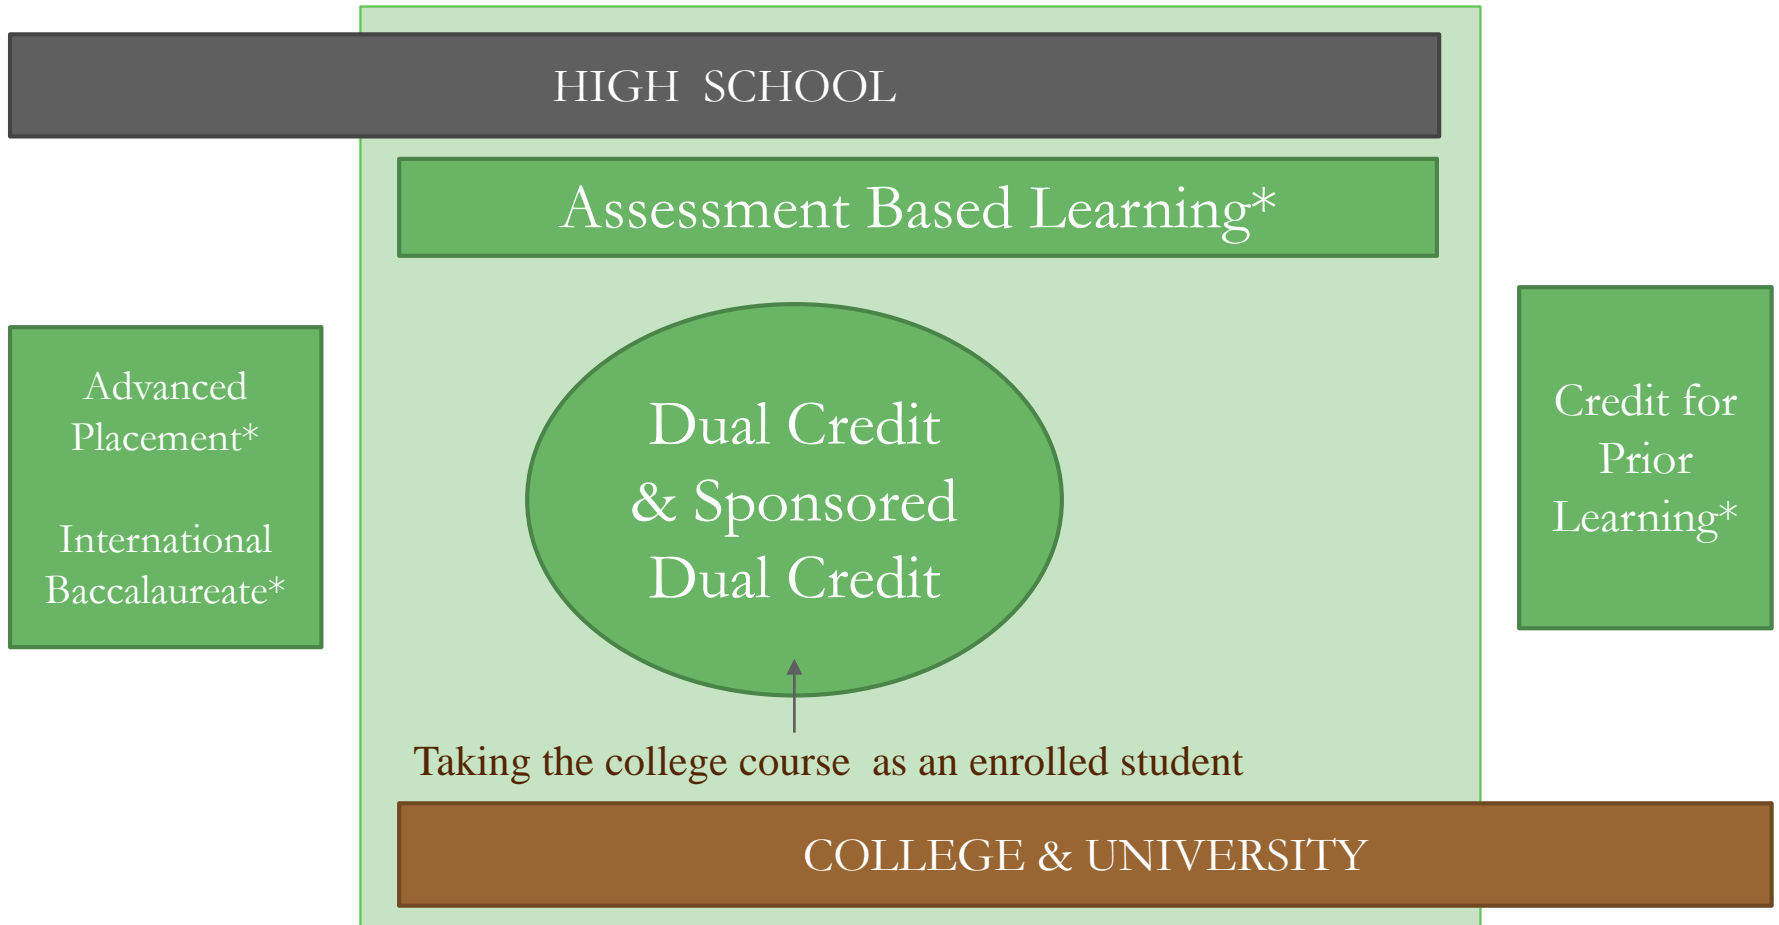 HIGH SCHOOL
Assessment Based Learning*
Advanced
Placement*
International
Baccalaureate*
Dual Credit
& Sponsored
Dual Credit
Credit for
Prior
Learning*
Taking the college course as an enrolled student
COLLEGE & UNIVERSITY